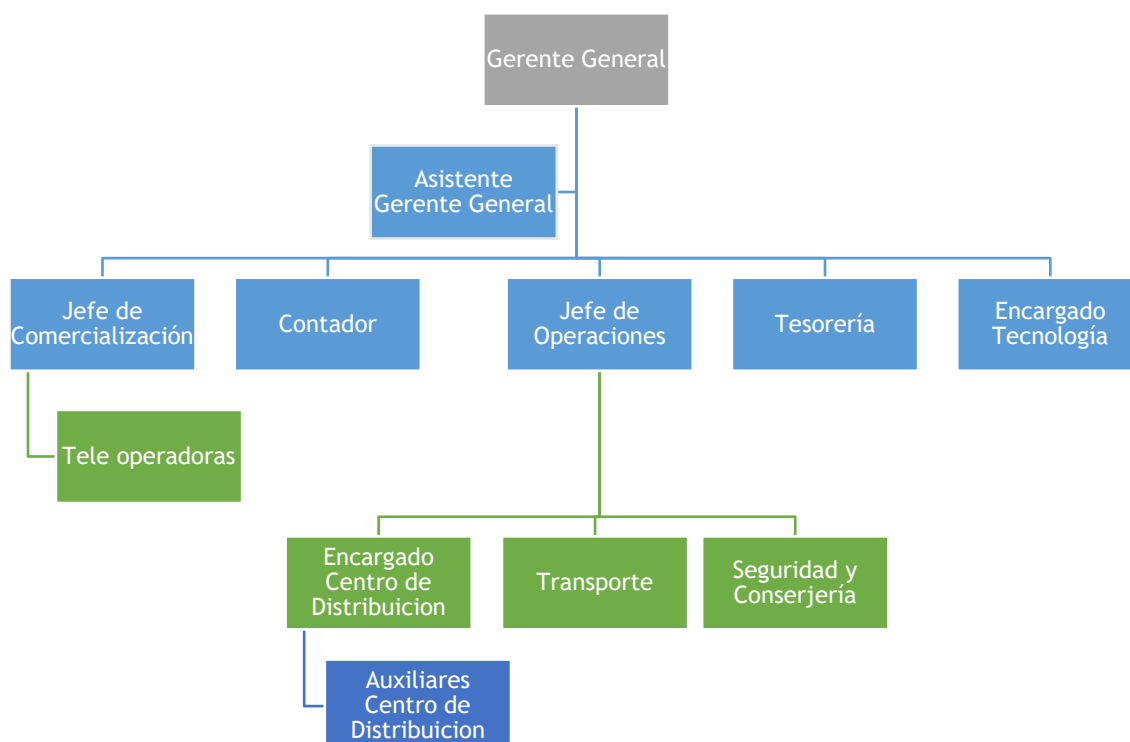 Gerente General
Asistente
Gerente General
Jefe de
Comercialización
Contador
Jefe de
Operaciones
Tesorería
Encargado
Tecnología
Tele operadoras
Encargado
Centro de
Distribuicion
Transporte
Seguridad y
Conserjería
Auxiliares
Centro de
Distribuicion